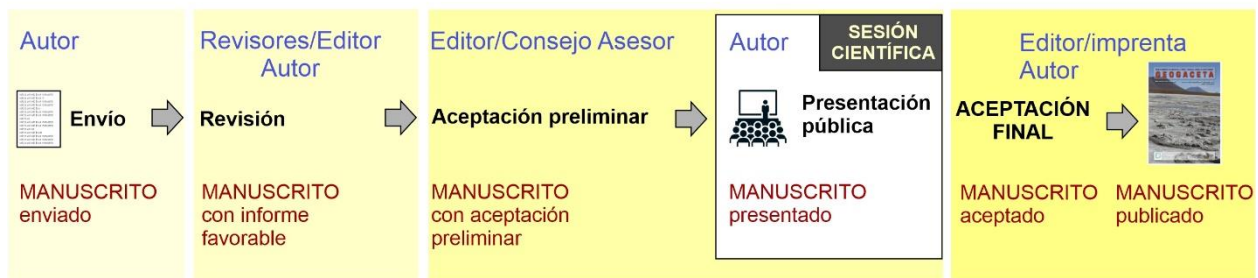 Autor
Envío
MANUSCRITO
enviado
Revisores/Editor
Autor
Revisión
MANUSCRITO
con informe
favorable
Editor/Consejo Asesor
Aceptación preliminar
MANUSCRITO
con aceptación
preliminar
Autor
SESIÓN
CIENTÍFICA
Presentación
pública
MANUSCRITO
presentado
Editor/imprenta
Autor
ACEPTACIÓN
FINAL
GEOGACETA
MANUSCRITO
aceptado
MANUSCRITO
publicado